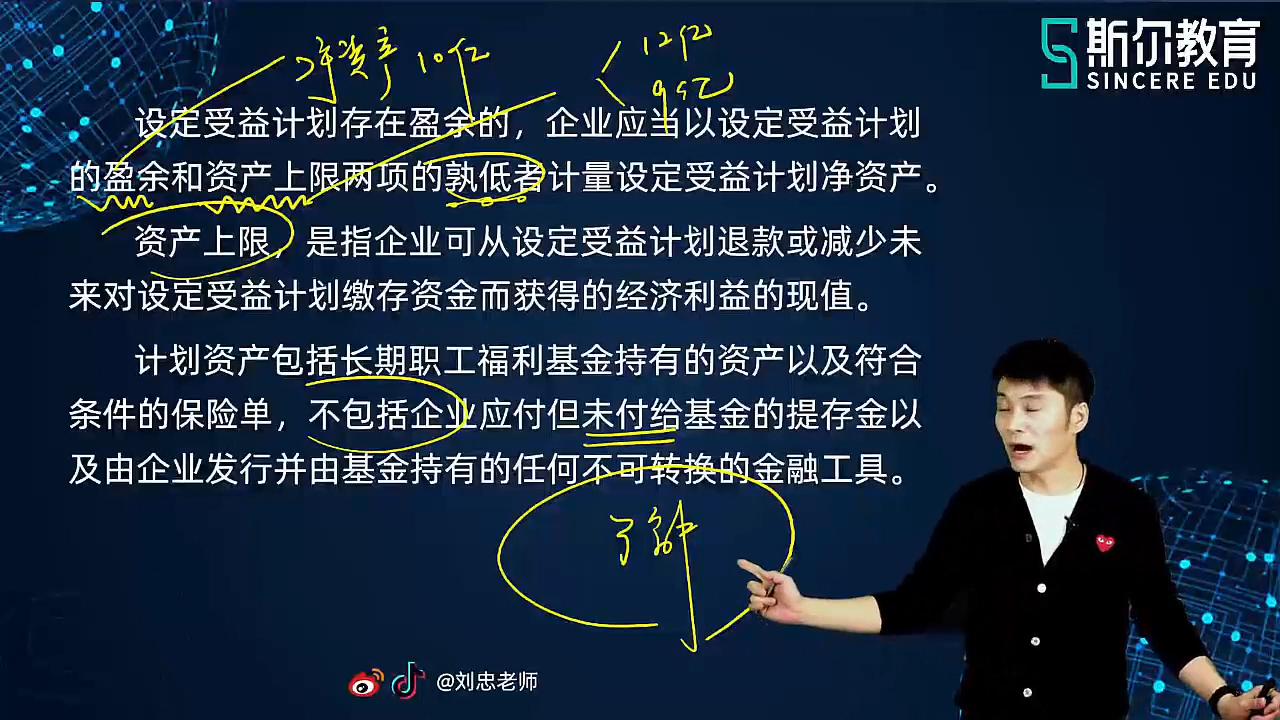 斯尔教育
SINCERE EDU
净资产 10亿
12亿
9.5亿
设定受益计划存在盈余的，企业应当以设定受益计划
的盈余和资产上限两项的孰低者计量设定受益计划净资产。
资产上限，是指企业可从设定受益计划退款或减少未
来对设定受益计划缴存资金而获得的经济利益的现值。
计划资产包括长期职工福利基金持有的资产以及符合
条件的保险单，不包括企业应付但未付给基金的提存金以
及由企业发行并由基金持有的任何不可转换的金融工具。
了解
@刘忠老师